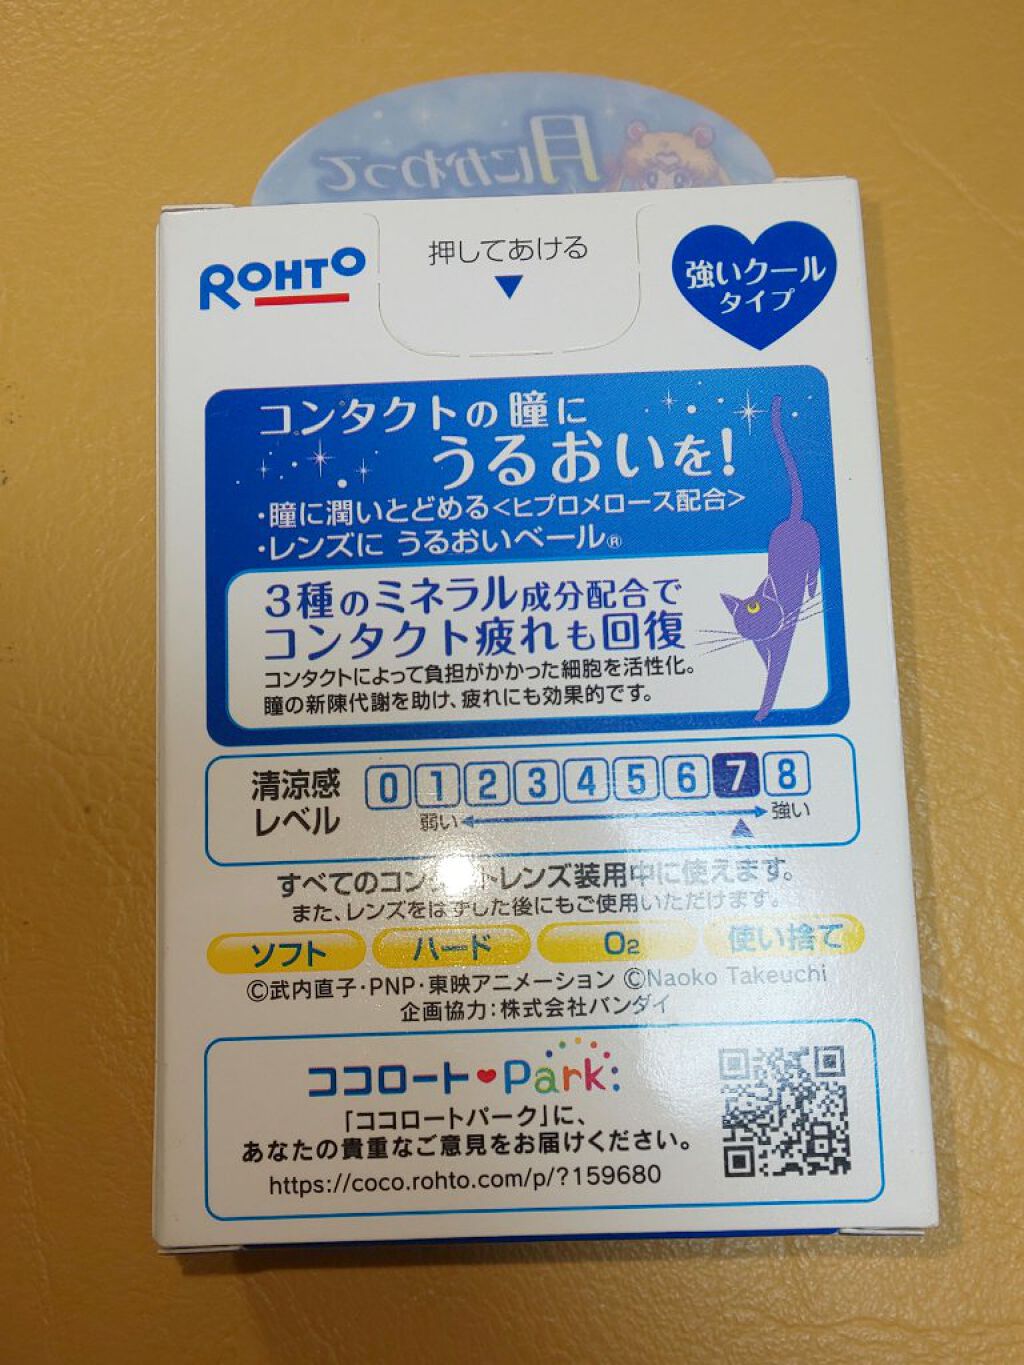 月にかわって
ROHTO
押してあける
強いクール
タイプ
コンタクトの瞳に
うるおいを!
・瞳に潤いとどめる<ヒプロメロース配合>
・レンズに うるおいベール®
3種のミネラル成分配合で
コンタクト疲れも回復
コンタクトによって負担がかかった細胞を活性化。
瞳の新陳代謝を助け、疲れにも効果的です。
清涼感
レベル
0 1 2 3 4 5 6 7 8
弱い 強い
すべてのコンタクトレンズ装用中に使えます。
また、レンズをはずした後にもご使用いただけます。
ソフト ハード O2 使い捨て
©武内直子・PNP・東映アニメーション ©Naoko Takeuchi
企画協力:株式会社バンダイ
ココロート♥Park:
「ココロートパーク」に、
あなたの貴重なご意見をお届けください。
https://coco.rohto.com/p/?159680